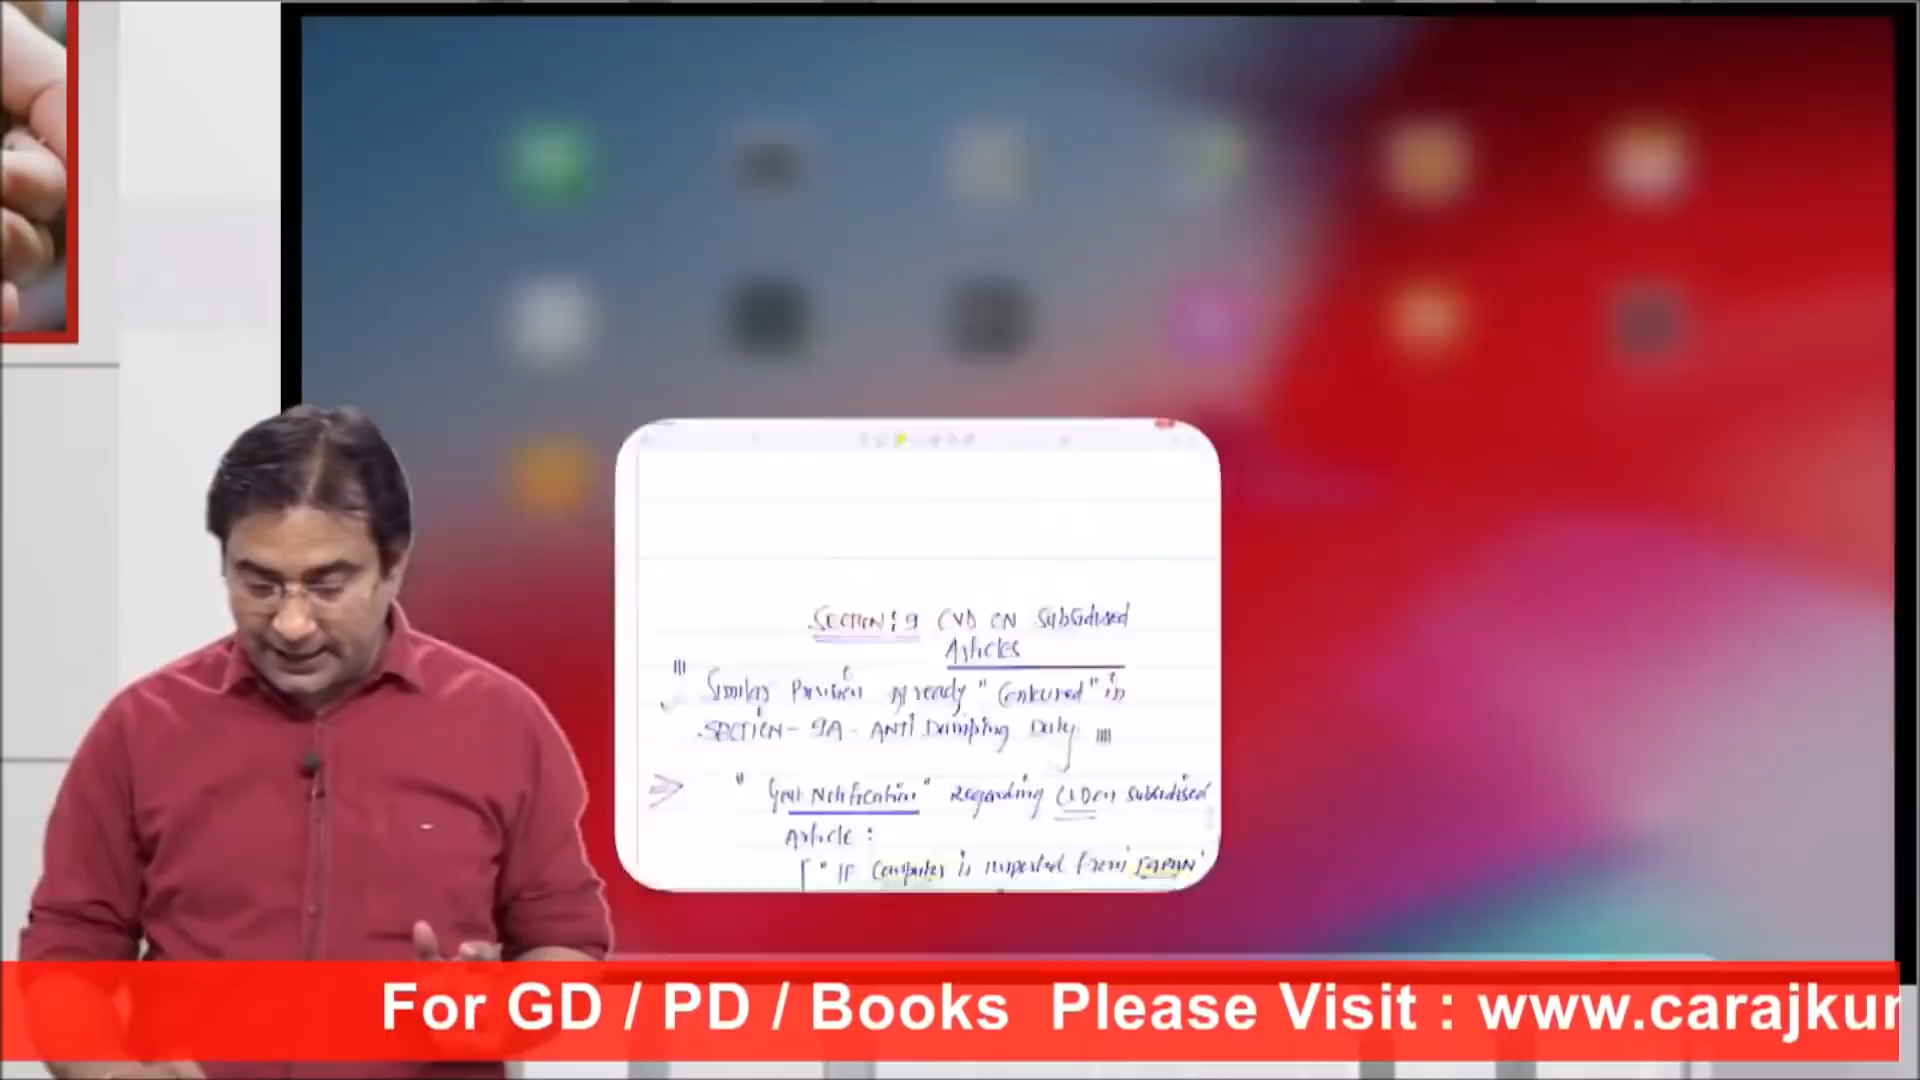 SECTION: 9 CVD ON Subsidised
Articles
Similar Provision Already " " in
SECTION - 9A - ANTI Dumping Duty
" Govt Notification" Regarding CVD on Subsidised
Article :
[ " IF Computer is imported from JAPAN
For GD / PD / Books Please Visit : www.carajkur